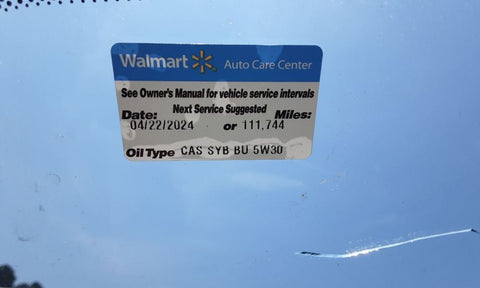 Walmart Auto Care Center
See Owner's Manual for vehicle service intervals
Next Service Suggested
Date: Miles:
04/22/2024 or 111,744
Oil Type CAS SYB BU 5W30